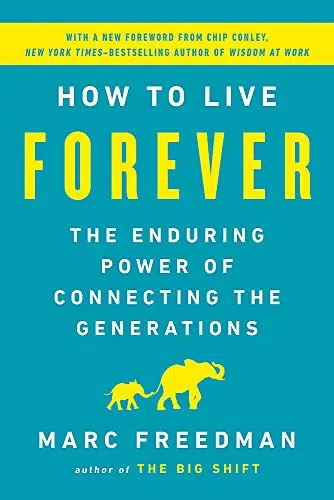 WITH A NEW FOREWORD FROM CHIP CONLEY,
NEW YORK TIMES–BESTSELLING AUTHOR OF WISDOM AT WORK
HOW TO LIVE
FOREVER
THE ENDURING
POWER OF
CONNECTING THE
GENERATIONS
MARC FREEDMAN
author of THE BIG SHIFT